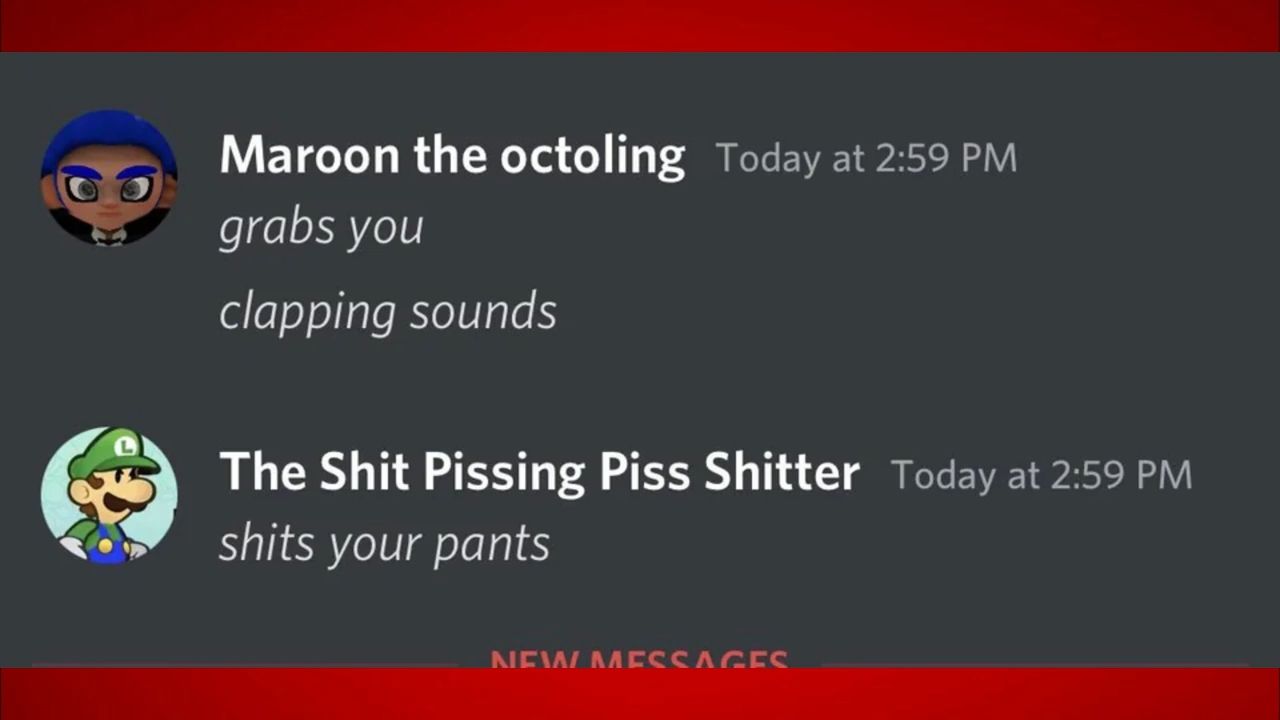 Maroon the octoling Today at 2:59 PM
grabs you
clapping sounds
L
The Shit Pissing Piss Shitter Today at 2:59 PM
shits your pants
NEW MESSAGES